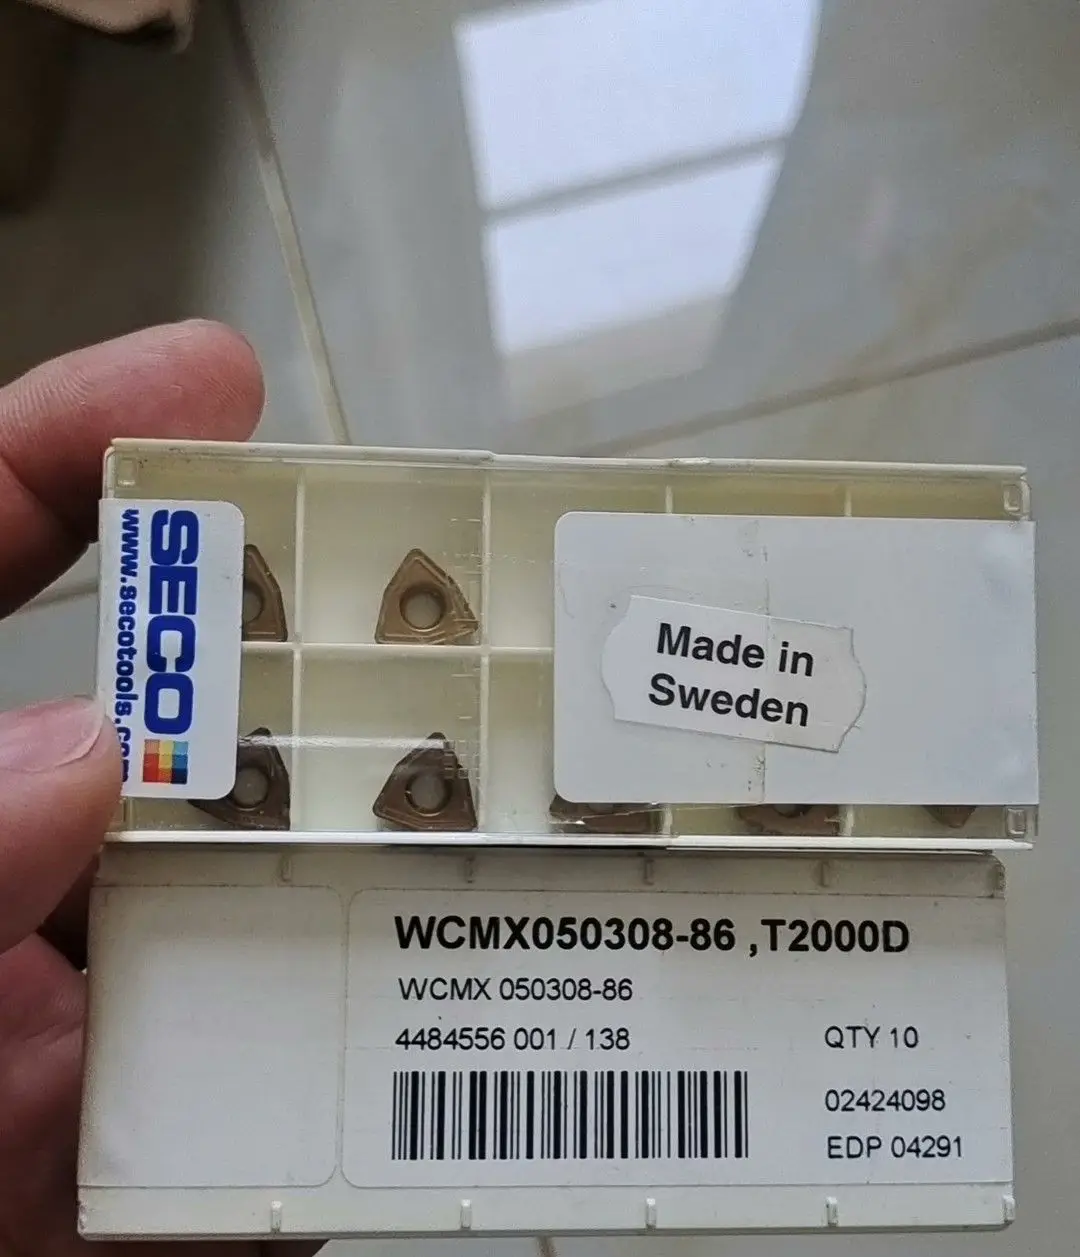 SECO
www.secotools.com
Made in
Sweden
WCMX050308-86 ,T2000D
WCMX 050308-86
4484556 001 / 138
QTY 10
02424098
EDP 04291